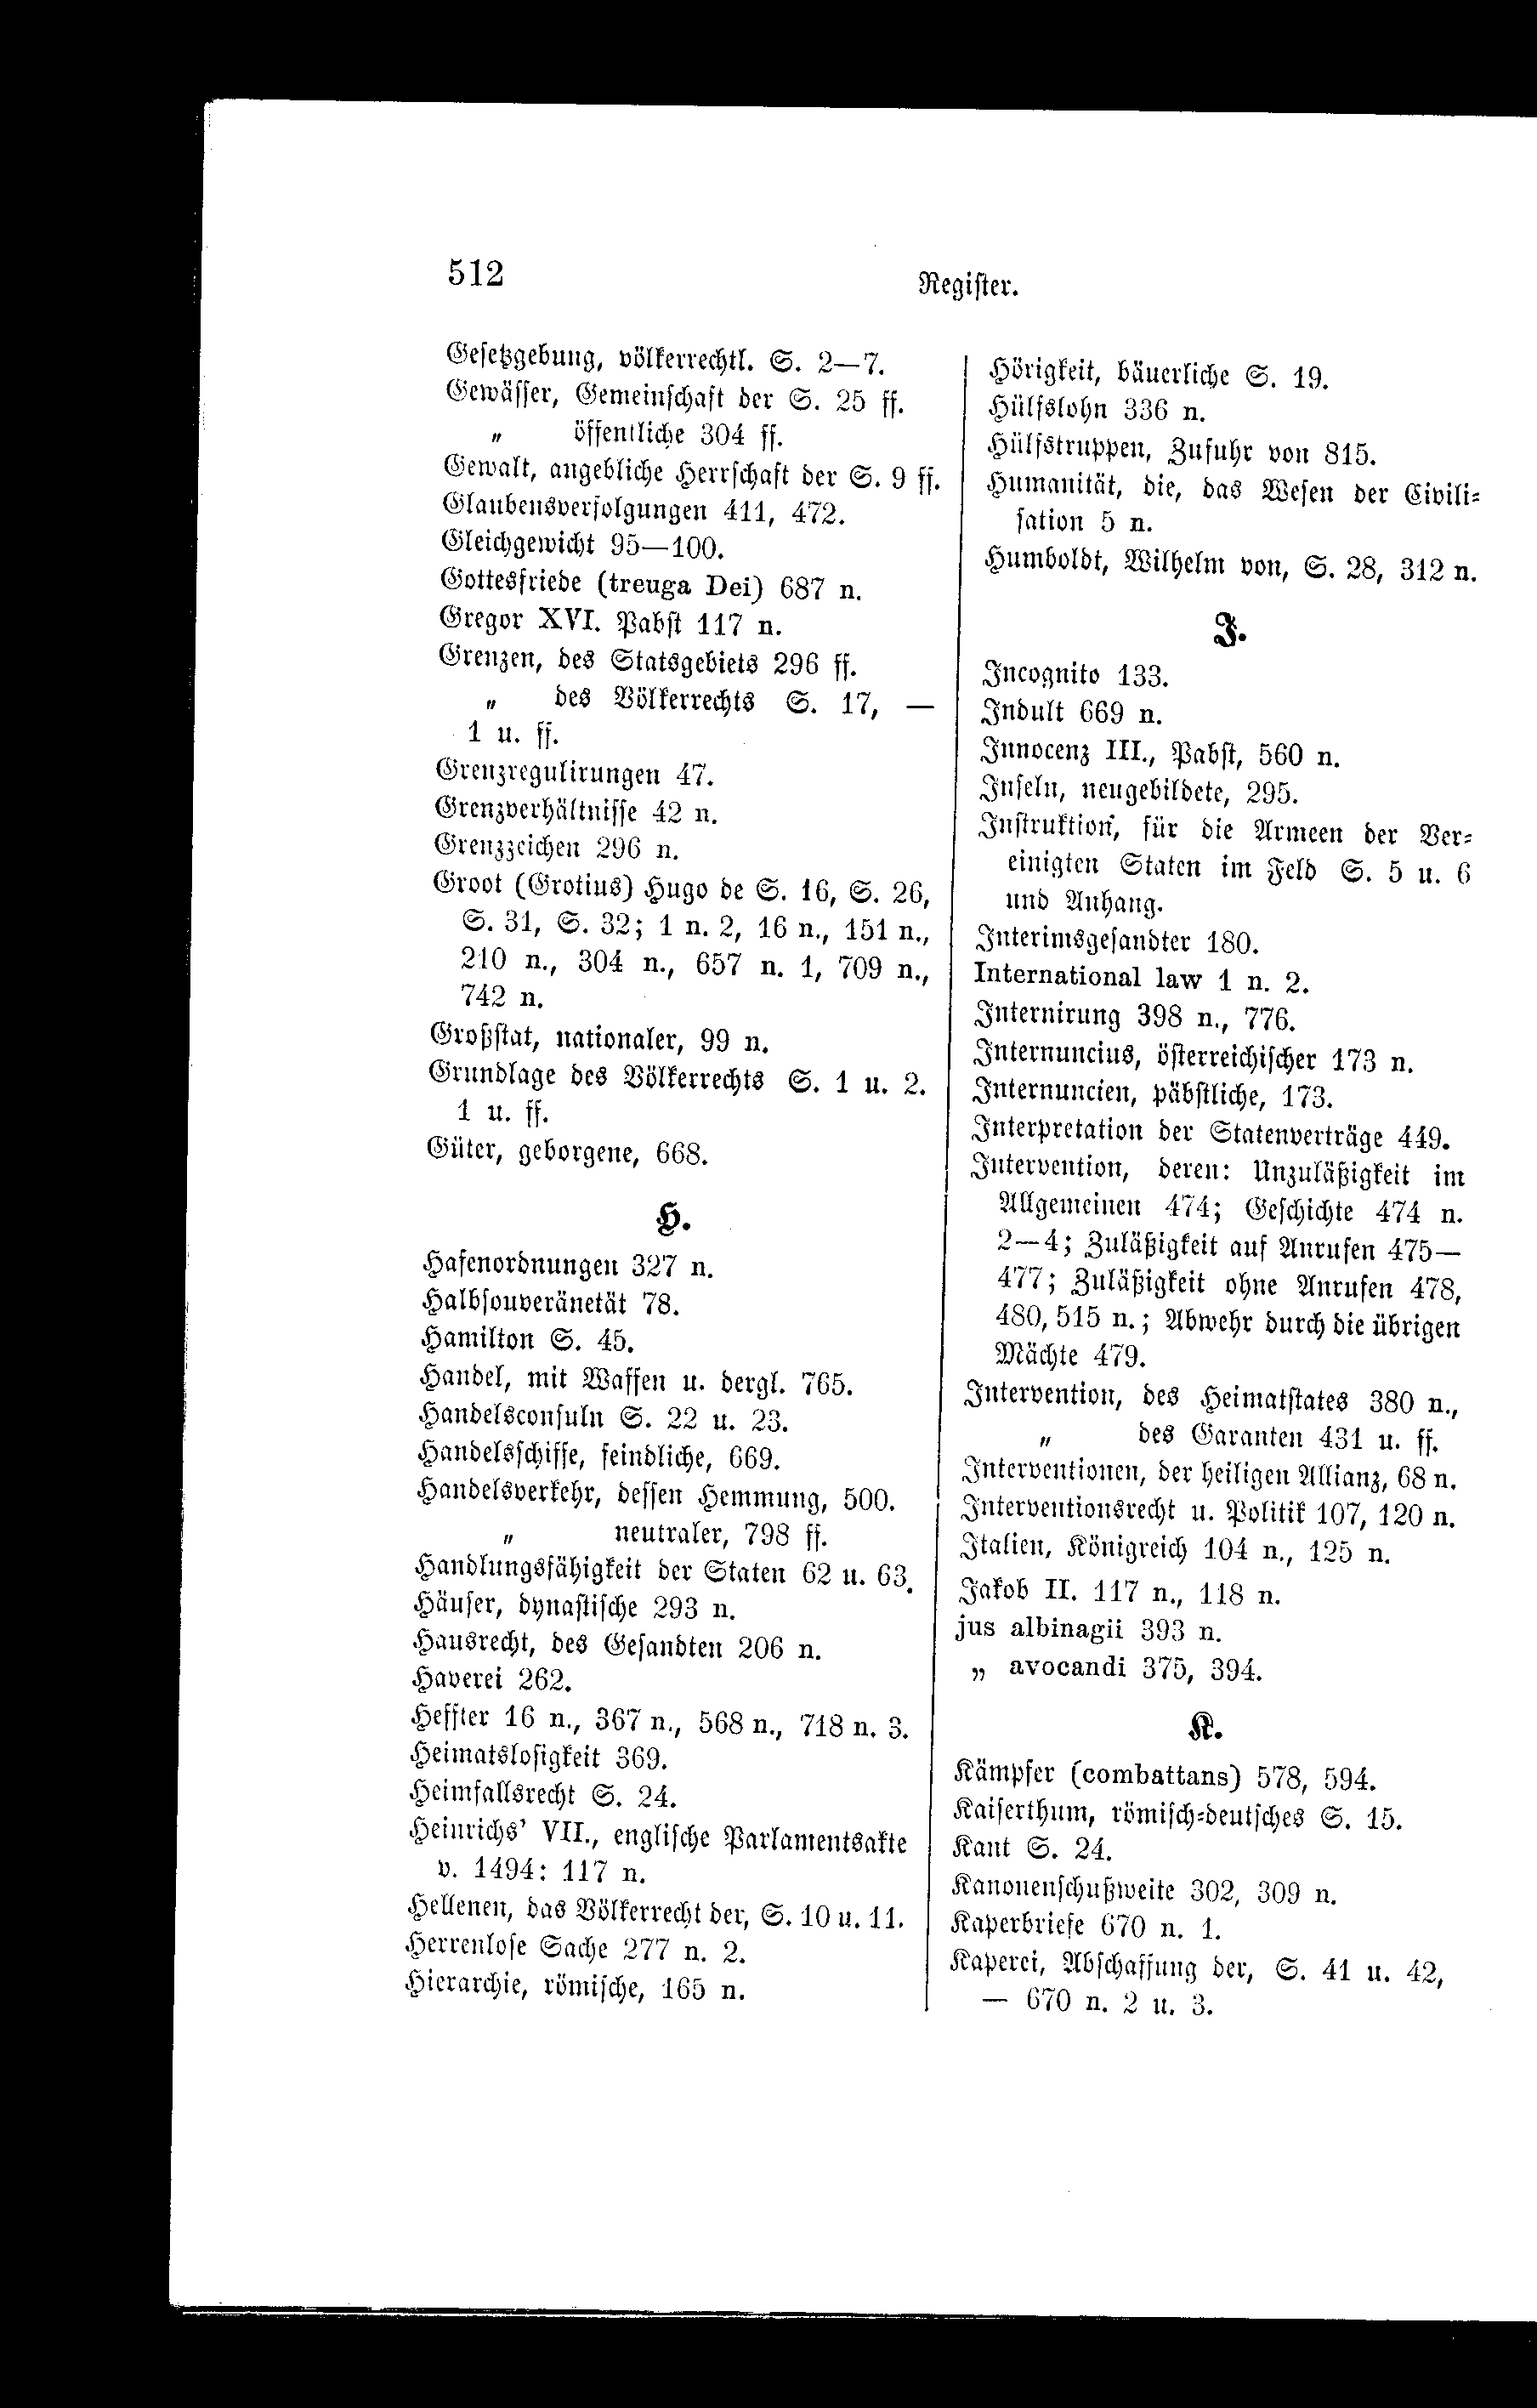 512
Register.
Gesetzgebung, völkerrechtl. S. 2—7.
Gewässer, Gemeinschaft der S. 25 ff.
„ öffentliche 304 ff.
Gewalt, angebliche Herrschaft der S. 9 ff.
Glaubensverfolgungen 411, 472.
Gleichgewicht 95—100.
Gottesfriede (treuga Dei) 687 n.
Gregor XVI. Pabst 117 n.
Grenzen, des Statsgebiets 296 ff.
„ des Völkerrechts S. 17, —
1 u. ff.
Grenzregulirungen 47.
Grenzverhältnisse 42 n.
Grenzzeichen 296 n.
Groot (Grotius) Hugo de S. 16, S. 26,
S. 31, S. 32; 1 n. 2, 16 n., 151 n.,
210 n., 304 n., 657 n. 1, 709 n.,
742 n.
Großstat, nationaler, 99 n.
Grundlage des Völkerrechts S. 1 u. 2.
1 u. ff.
Güter, geborgene, 668.
H.
Hafenordnungen 327 n.
Halbsouveränetät 78.
Hamilton S. 45.
Handel, mit Waffen u. dergl. 765.
Handelsconsuln S. 22 u. 23.
Handelsschiffe, feindliche, 669.
Handelsverkehr, dessen Hemmung, 500.
„ neutraler, 798 ff.
Handlungsfähigkeit der Staten 62 u. 63.
Häuser, dynastische 293 n.
Hausrecht, des Gesandten 206 n.
Haverei 262.
Heffter 16 n., 367 n., 568 n., 718 n. 3.
Heimatslosigkeit 369.
Heimfallsrecht S. 24.
Heinrichs' VII., englische Parlamentsakte
v. 1494: 117 n.
Hellenen, das Völkerrecht der, S. 10 u. 11.
Herrenlose Sache 277 n. 2.
Hierarchie, römische, 165 n.
Hörigkeit, bäuerliche S. 19.
Hülfslohn 336 n.
Hülfstruppen, Zufuhr von 815.
Humanität, die, das Wesen der Civili-
sation 5 n.
Humboldt, Wilhelm von, S. 28, 312 n.
I.
Incognito 133.
Indult 669 n.
Innocenz III., Pabst, 560 n.
Inseln, neugebildete, 295.
Instruktion, für die Armeen der Ver-
einigten Staten im Feld S. 5 u. 6
und Anhang.
Interimsgesandter 180.
International law 1 n. 2.
Internirung 398 n., 776.
Internuncius, österreichischer 173 n.
Internuncien, päbstliche, 173.
Interpretation der Statenverträge 449.
Intervention, deren: Unzuläßigkeit im
Allgemeinen 474; Geschichte 474 n.
2—4; Zuläßigkeit auf Anrufen 475—
477; Zuläßigkeit ohne Anrufen 478,
480, 515 n.; Abwehr durch die übrigen
Mächte 479.
Intervention, des Heimatstates 380 n.,
„ des Garanten 431 u. ff.
Interventionen, der heiligen Allianz, 68 n.
Interventionsrecht u. Politik 107, 120 n.
Italien, Königreich 104 n., 125 n.
Jakob II. 117 n., 118 n.
jus albinagii 393 n.
„ avocandi 375, 394.
K.
Kämpfer (combattans) 578, 594.
Kaiserthum, römisch-deutsches S. 15.
Kant S. 24.
Kanonenschußweite 302, 309 n.
Kaperbriefe 670 n. 1.
Kaperei, Abschaffung der, S. 41 u. 42,
— 670 n. 2 u. 3.